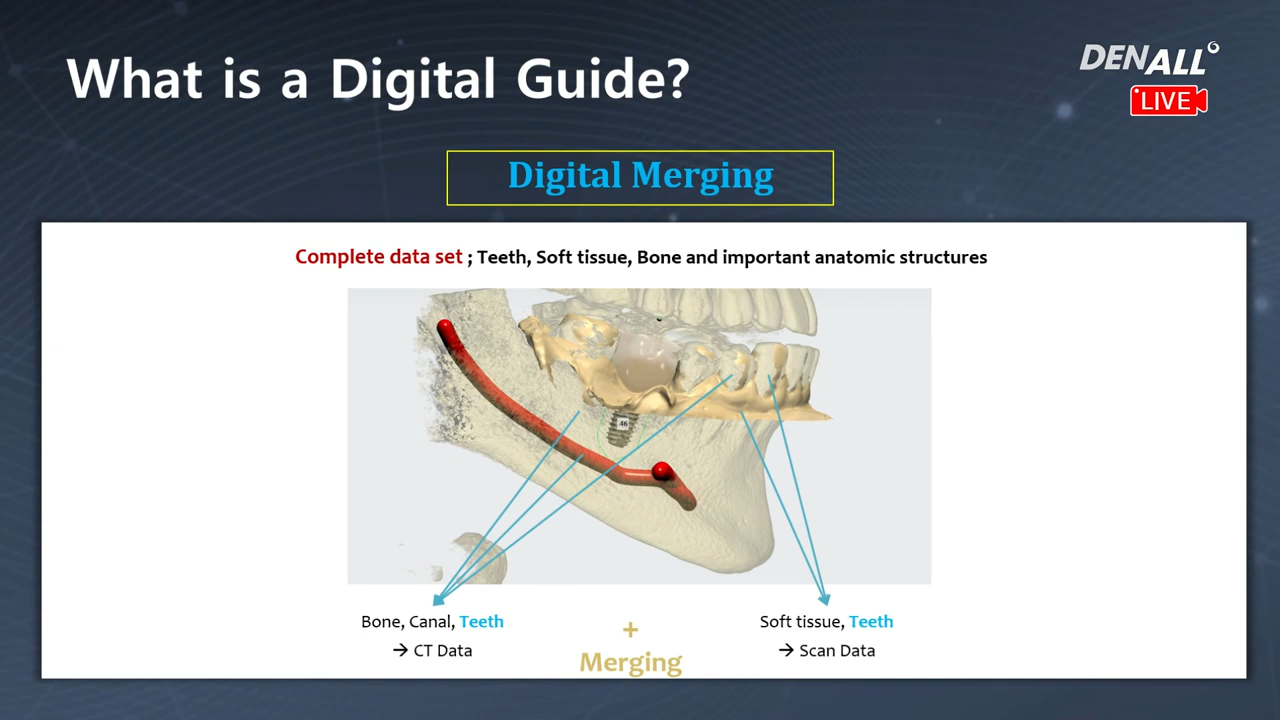 What is a Digital Guide?
DENALL
LIVE
Digital Merging
Complete data set ; Teeth, Soft tissue, Bone and important anatomic structures
46
Bone, Canal, Teeth
→ CT Data
+
Merging
Soft tissue, Teeth
→ Scan Data